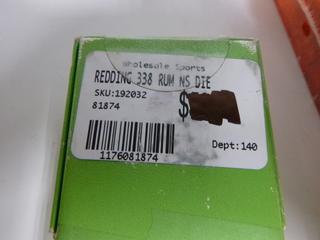 Wholesale Sports
REDDING 338 RUM NS DIE
SKU:192032
81874
$
1176081874
Dept:140